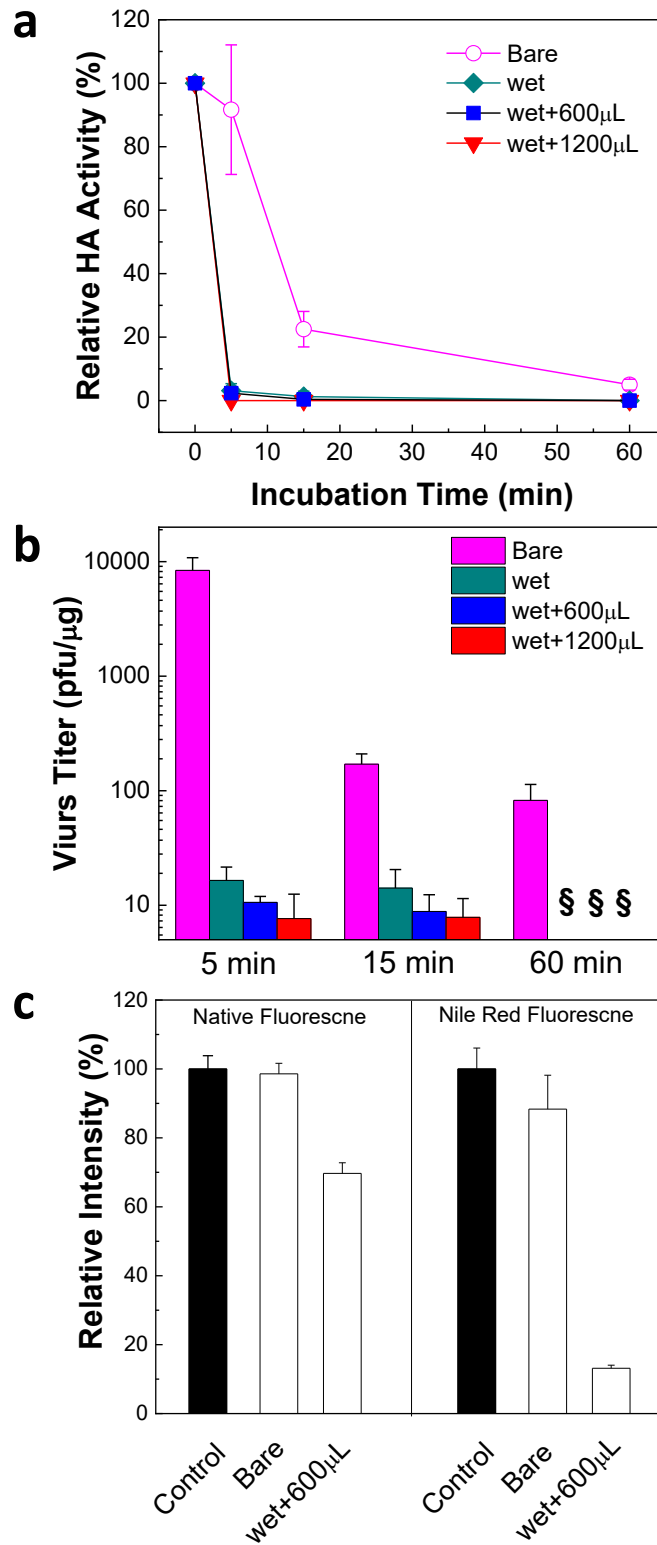 a
120
100
80
60
40
20
0
Relative HA Activity (%)
Bare
wet
wet+600μL
wet+1200μL
0 10 20 30 40 50 60
Incubation Time (min)
b
10000
1000
100
10
Viurs Titer (pfu/μg)
Bare
wet
wet+600μL
wet+1200μL
§ § §
5 min 15 min 60 min
c
120
100
80
60
40
20
0
Relative Intensity (%)
Native Fluorescne
Nile Red Fluorescne
Control
Bare
wet+600μL
Control
Bare
wet+600μL